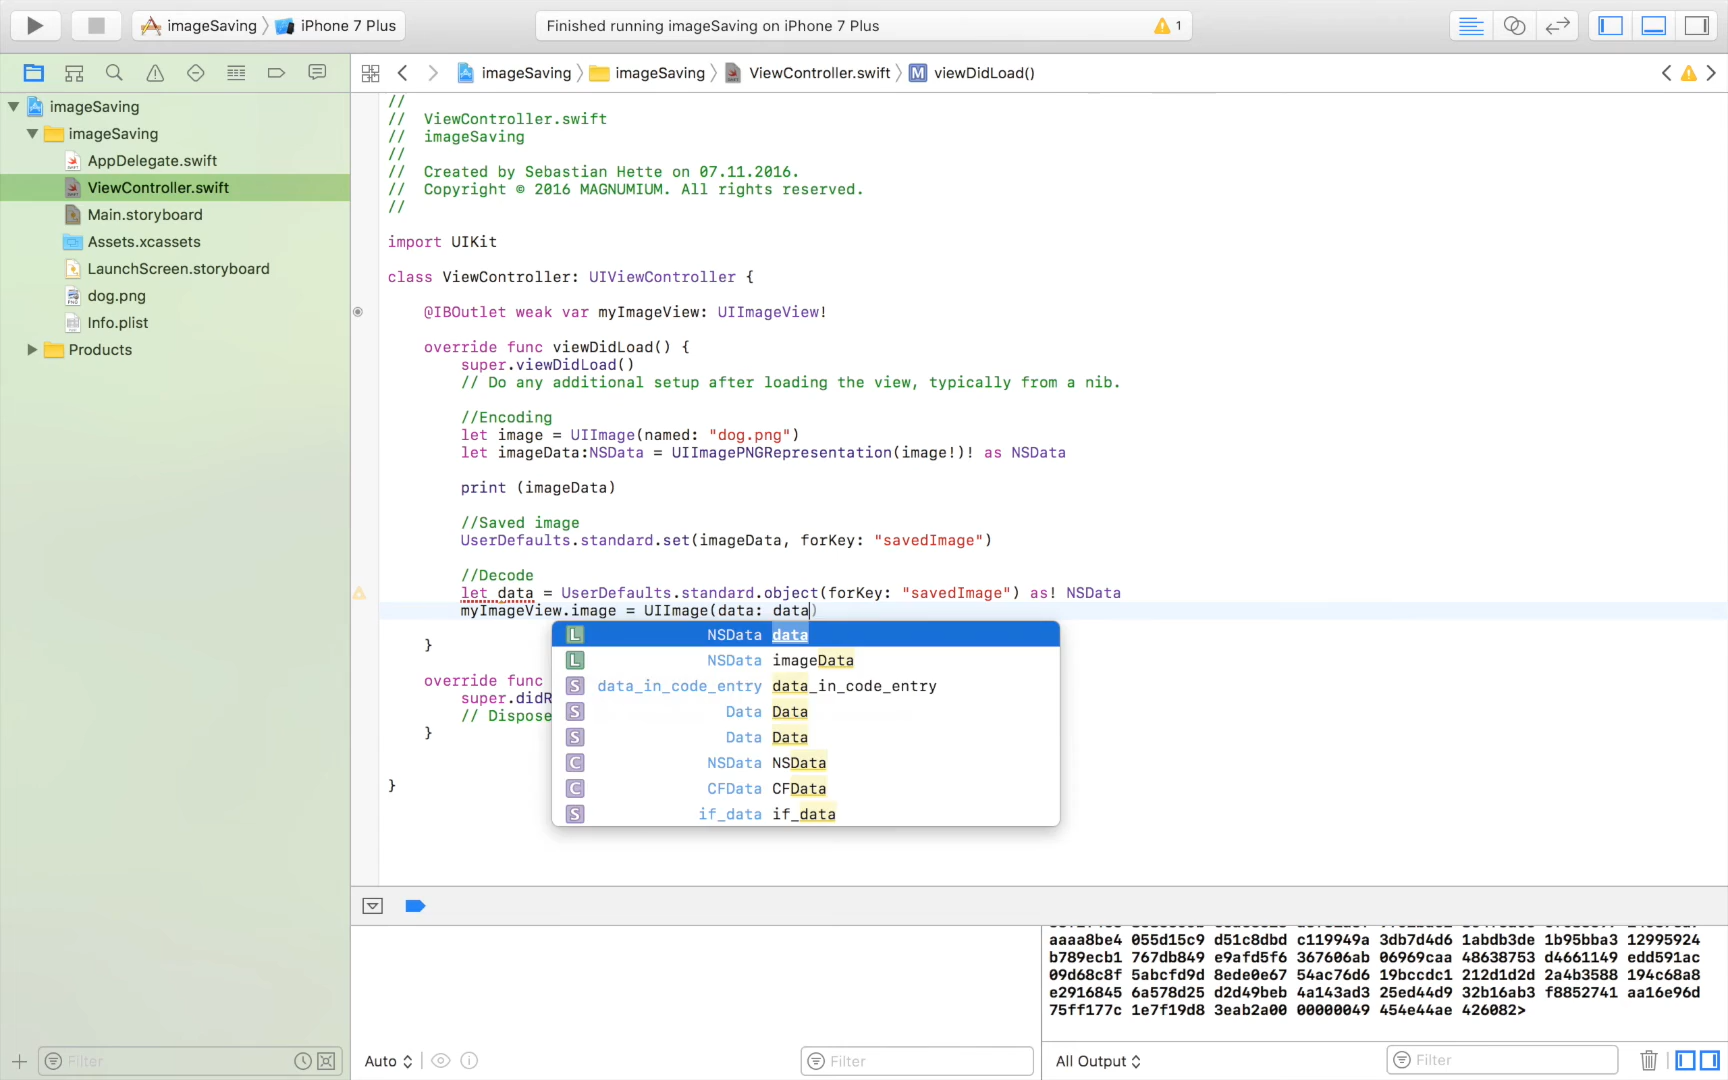 imageSaving
iPhone 7 Plus
Finished running imageSaving on iPhone 7 Plus
1
imageSaving
imageSaving
ViewController.swift
M
viewDidLoad()
imageSaving
imageSaving
AppDelegate.swift
ViewController.swift
Main.storyboard
Assets.xcassets
LaunchScreen.storyboard
dog.png
Info.plist
Products
//
// ViewController.swift
// imageSaving
//
// Created by Sebastian Hette on 07.11.2016.
// Copyright © 2016 MAGNUMIUM. All rights reserved.
//
import UIKit
class ViewController: UIViewController {
@IBOutlet weak var myImageView: UIImageView!
override func viewDidLoad() {
super.viewDidLoad()
// Do any additional setup after loading the view, typically from a nib.
//Encoding
let image = UIImage(named: "dog.png")
let imageData:NSData = UIImagePNGRepresentation(image!)! as NSData
print (imageData)
//Saved image
UserDefaults.standard.set(imageData, forKey: "savedImage")
//Decode
let data = UserDefaults.standard.object(forKey: "savedImage") as! NSData
myImageView.image = UIImage(data: data)
L NSData data
L NSData imageData
S data_in_code_entry data_in_code_entry
S Data Data
S Data Data
C NSData NSData
C CFData CFData
S if_data if_data
}
override func
super.didR
// Dispose
}
}
aaaa8be4 055d15c9 d51c8dbd c119949a 3db7d4d6 1abdb3de 1b95bba3 12995924
b789ecb1 767db849 e9afd5f6 367606ab 06969caa 48638753 d4661149 edd591ac
09d68c8f 5abcfd9d 8ede0e67 54ac76d6 19bccdc1 212d1d2d 2a4b3588 194c68a8
e2916845 6a578d25 d2d49beb 4a143ad3 25ed44d9 32b16ab3 f8852741 aa16e96d
75ff177c 1e7f19d8 3eab2a00 00000049 454e44ae 426082>
Filter
Auto
Filter
All Output
Filter